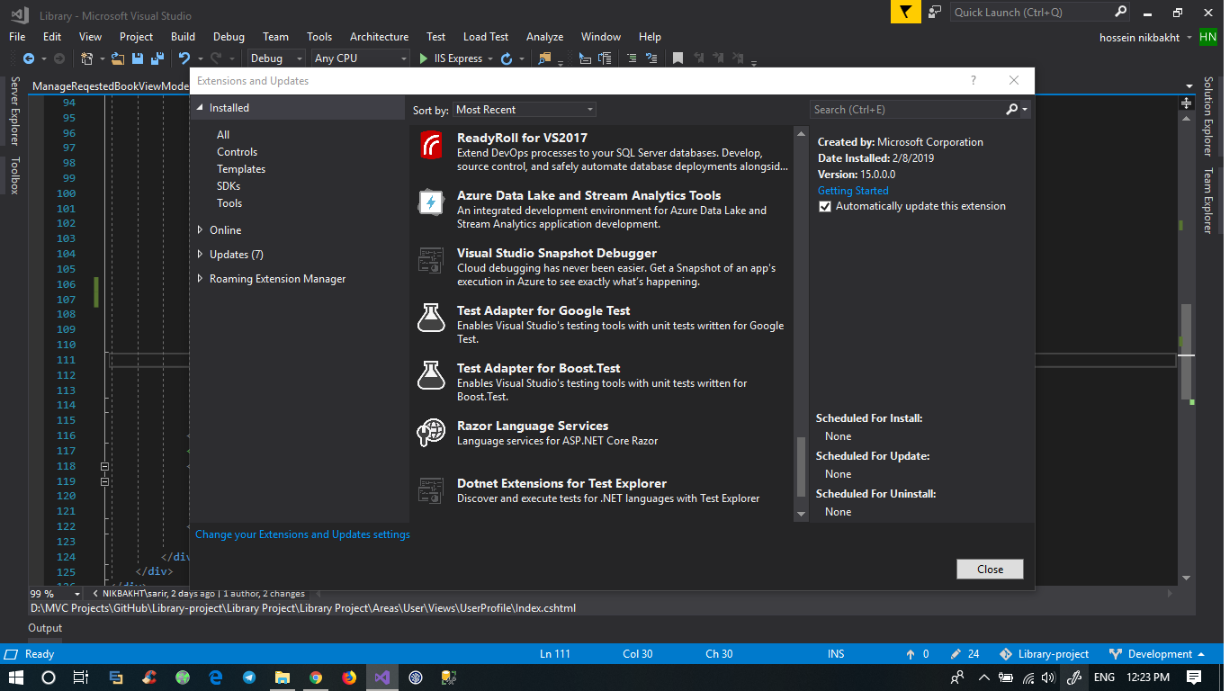 Library - Microsoft Visual Studio
Quick Launch (Ctrl+Q)
File Edit View Project Build Debug Team Tools Architecture Test Load Test Analyze Window Help
hossein nikbakht
HN
Debug Any CPU IIS Express
Server Explorer
Toolbox
ManageReqestedBookViewMode
Solution Explorer
Team Explorer
94
95
96
97
98
99
100
101
102
103
104
105
106
107
108
109
110
111
112
113
114
115
116
117
118
119
120
121
122
123
124 </div
125 </div>
126 </div>
Extensions and Updates
?
Installed
All
Controls
Templates
SDKs
Tools
Online
Updates (7)
Roaming Extension Manager
Change your Extensions and Updates settings
Sort by: Most Recent
ReadyRoll for VS2017
Extend DevOps processes to your SQL Server databases. Develop,
source control, and safely automate database deployments alongsid...
Azure Data Lake and Stream Analytics Tools
An integrated development environment for Azure Data Lake and
Stream Analytics application development.
Visual Studio Snapshot Debugger
Cloud debugging has never been easier. Get a Snapshot of an app's
execution in Azure to see exactly what's happening.
Test Adapter for Google Test
Enables Visual Studio's testing tools with unit tests written for Google
Test.
Test Adapter for Boost.Test
Enables Visual Studio's testing tools with unit tests written for
Boost.Test.
Razor Language Services
Language services for ASP.NET Core Razor
Dotnet Extensions for Test Explorer
Discover and execute tests for .NET languages with Test Explorer
Search (Ctrl+E)
Created by: Microsoft Corporation
Date Installed: 2/8/2019
Version: 15.0.0.0
Getting Started
Automatically update this extension
Scheduled For Install:
None
Scheduled For Update:
None
Scheduled For Uninstall:
None
Close
99 % NIKBAKHT\sarir, 2 days ago | 1 author, 2 changes
D:\MVC Projects\GitHub\Library-project\Library Project\Library Project\Areas\User\Views\UserProfile\Index.cshtml
Output
Ready Ln 111 Col 30 Ch 30 INS 0 24 Library-project Development
ENG 12:23 PM